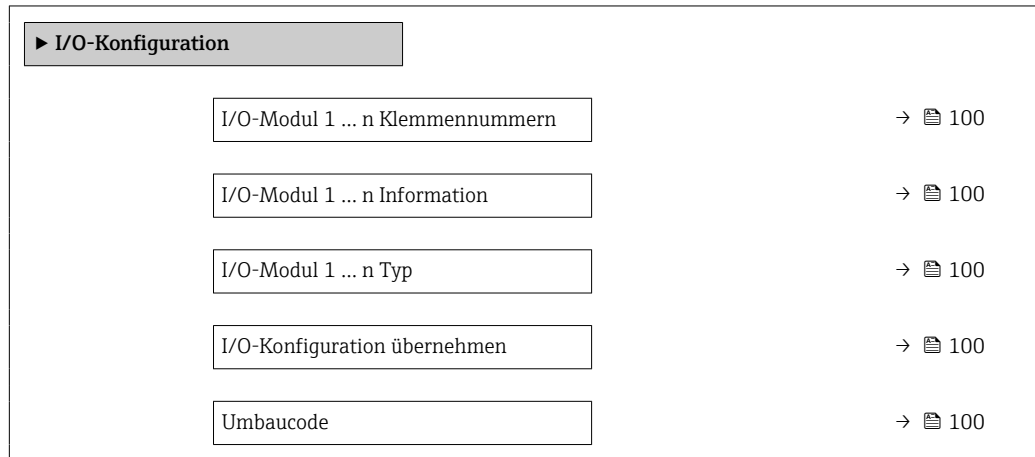 ▶ I/O-Konfiguration
I/O-Modul 1 … n Klemmennummern → 100
I/O-Modul 1 … n Information → 100
I/O-Modul 1 … n Typ → 100
I/O-Konfiguration übernehmen → 100
Umbaucode → 100